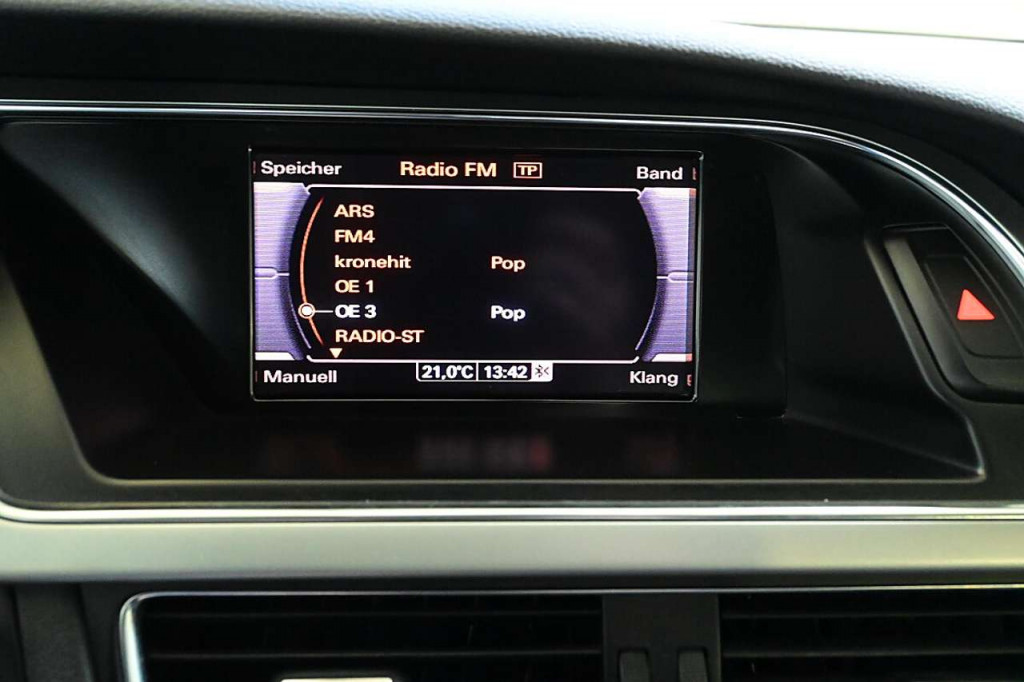 Speicher Radio FM TP Band
ARS
FM4
kronehit Pop
OE 1
OE 3 Pop
RADIO-ST
Manuell 21,0°C 13:42 Klang